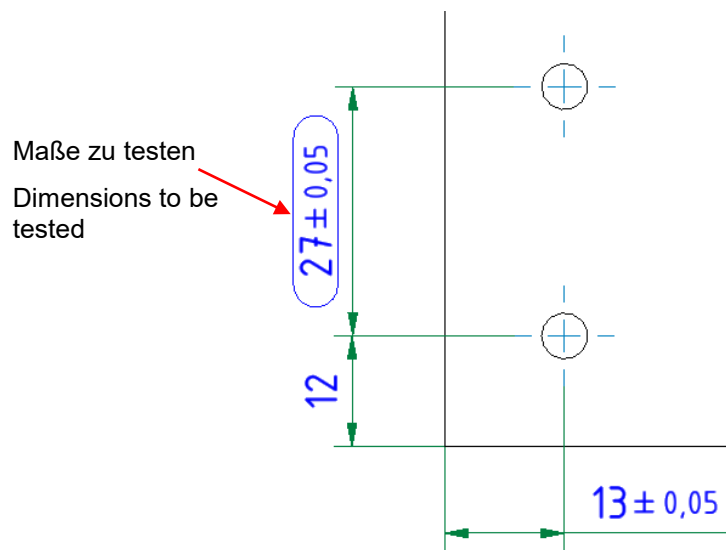 Maße zu testen
Dimensions to be
tested
27± 0,05
12
13± 0,05